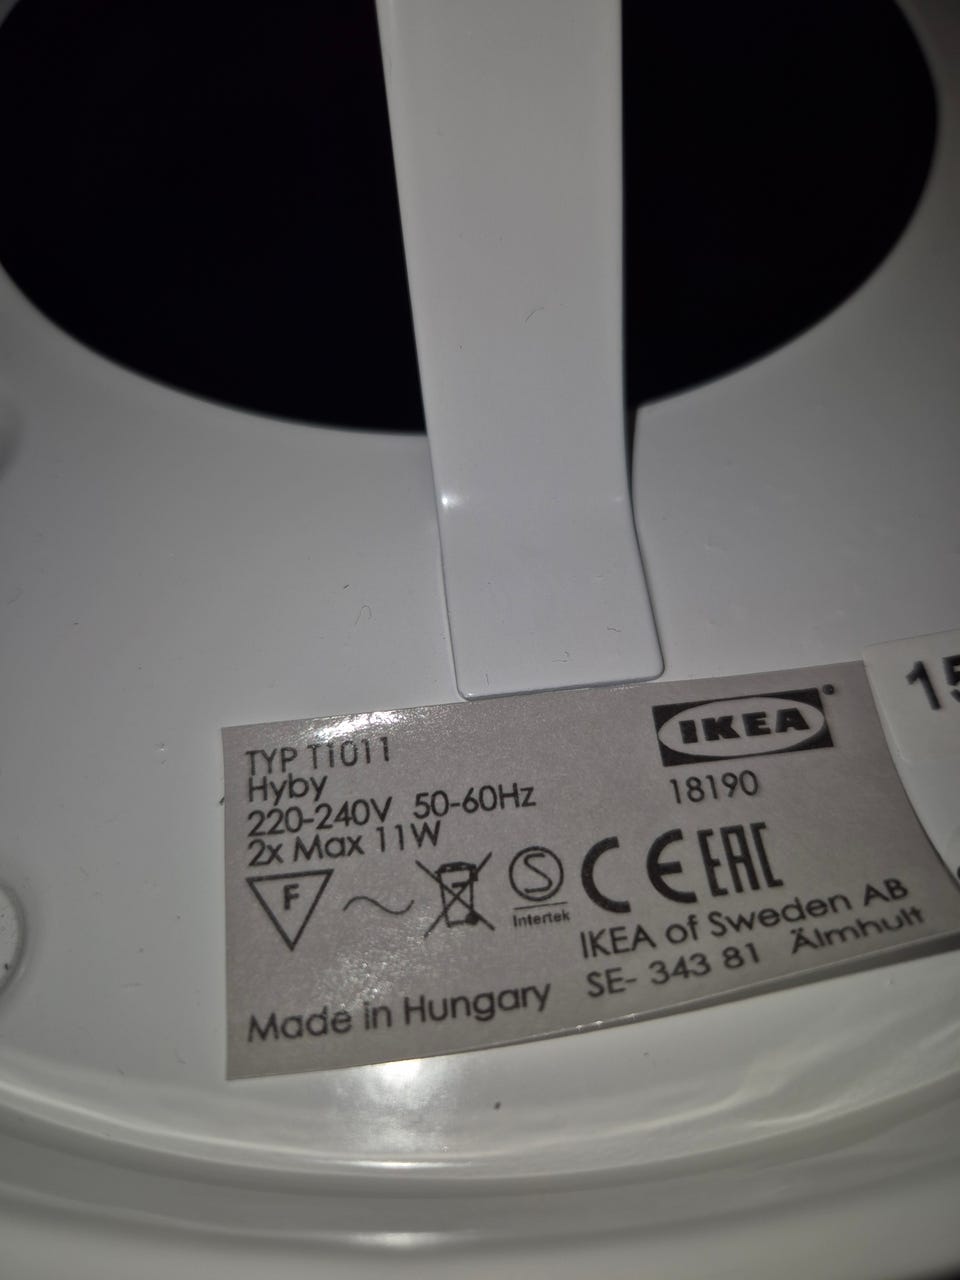 TYP T1011
Hyby
220-240V 50-60Hz
2x Max 11W
IKEA®
18190
F
S
Intertek
CE EAC
IKEA of Sweden AB
SE- 343 81 Älmhult
Made in Hungary